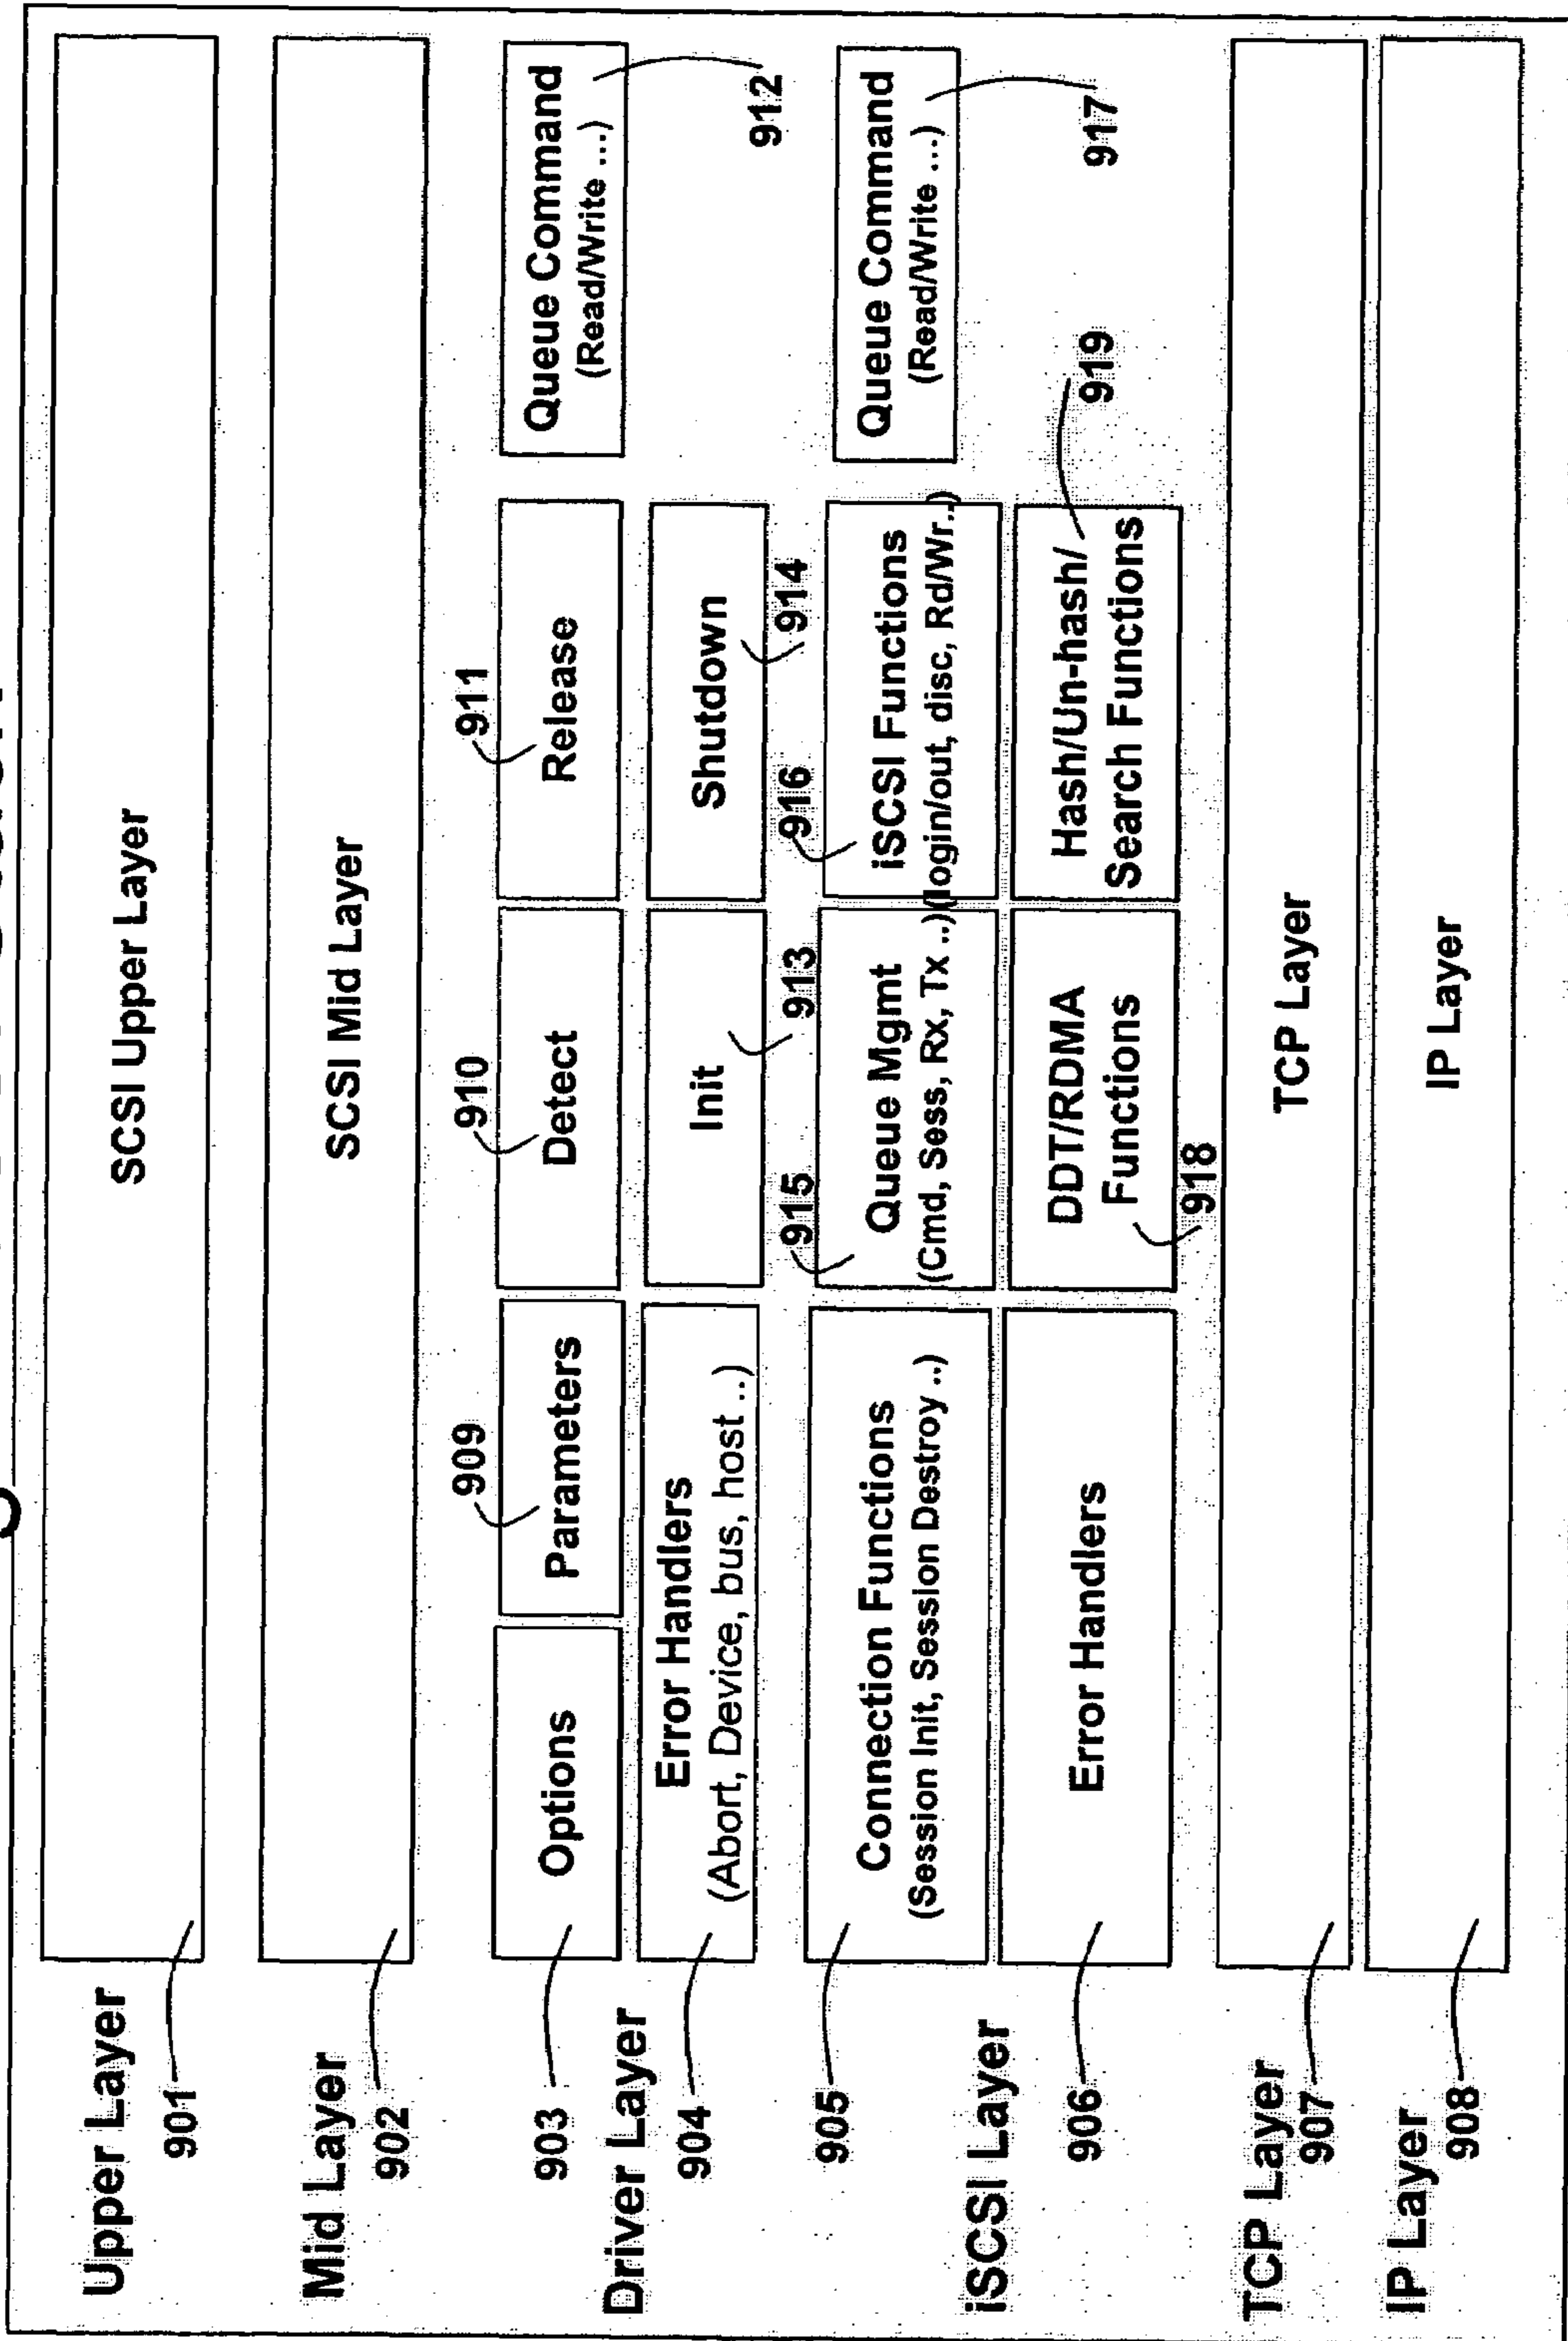 Upper Layer
901
SCSI Upper Layer
Mid Layer
902
SCSI Mid Layer
Driver Layer
903
Options
909
Parameters
910
Detect
911
Release
Queue Command
(Read/Write ...)
912
904
Error Handlers
(Abort, Device, bus, host ..)
Init
913
Shutdown
914
iSCSI Layer
905
Connection Functions
(Session Init, Session Destroy ..)
915
Queue Mgmt
(Cmd, Sess, Rx, Tx ..)
916
iSCSI Functions
(login/out, disc, Rd/Wr..)
Queue Command
(Read/Write ...)
917
906
Error Handlers
DDT/RDMA
Functions
918
Hash/Un-hash/
Search Functions
919
TCP Layer
907
TCP Layer
IP Layer
908
IP Layer